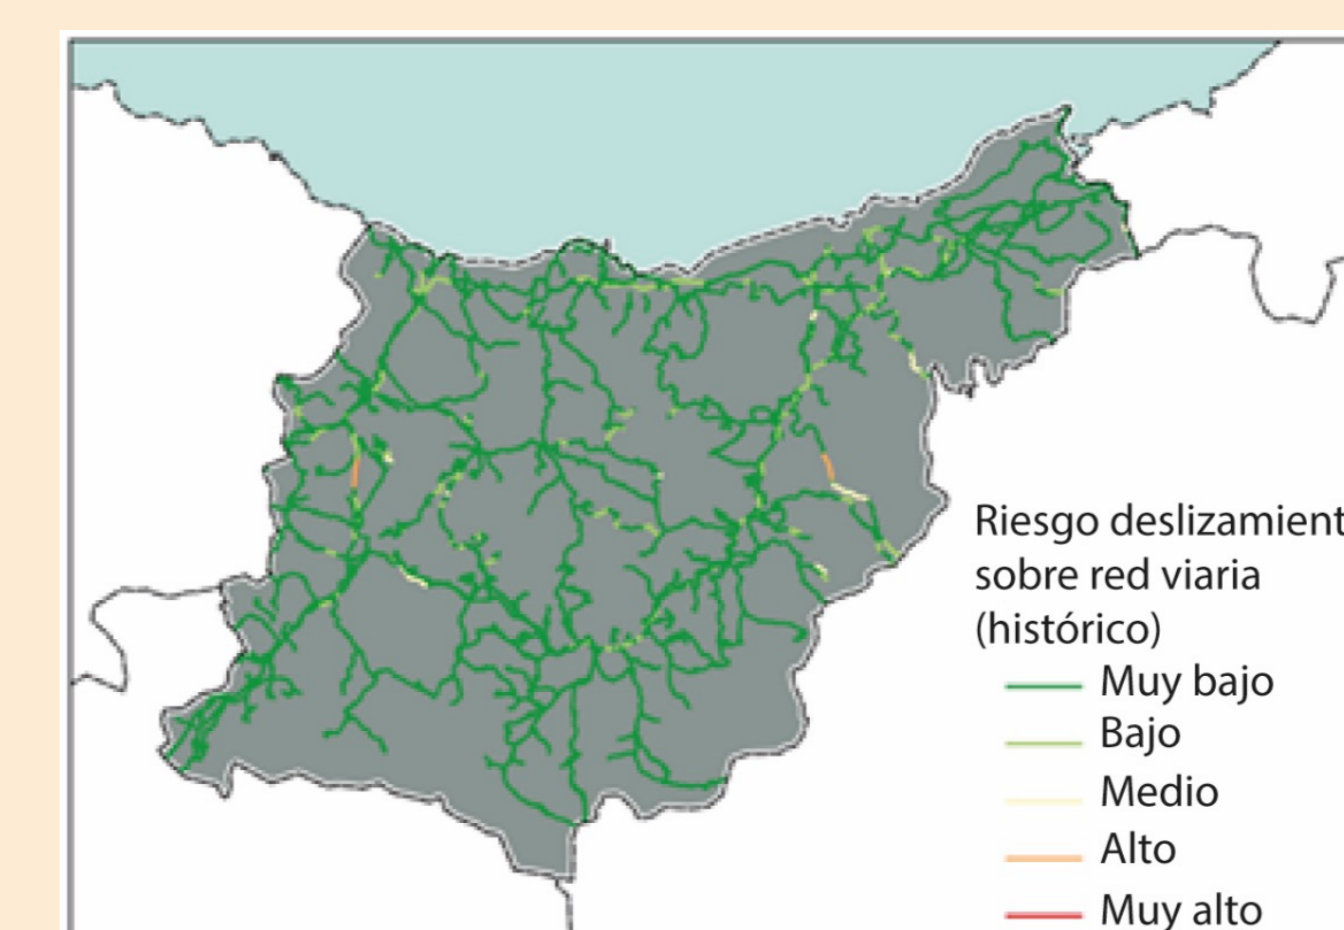 Riesgo deslizamient
sobre red viaria
(histórico)
Muy bajo
Bajo
Medio
Alto
Muy alto